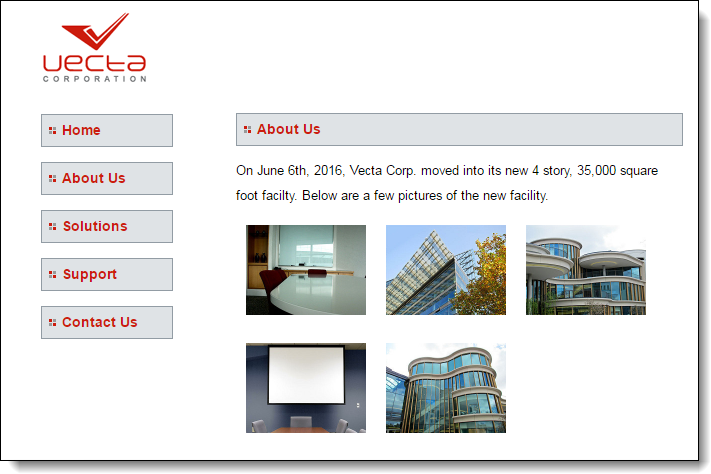 vecta
CORPORATION
Home
About Us
Solutions
Support
Contact Us
About Us
On June 6th, 2016, Vecta Corp. moved into its new 4 story, 35,000 square
foot facilty. Below are a few pictures of the new facility.